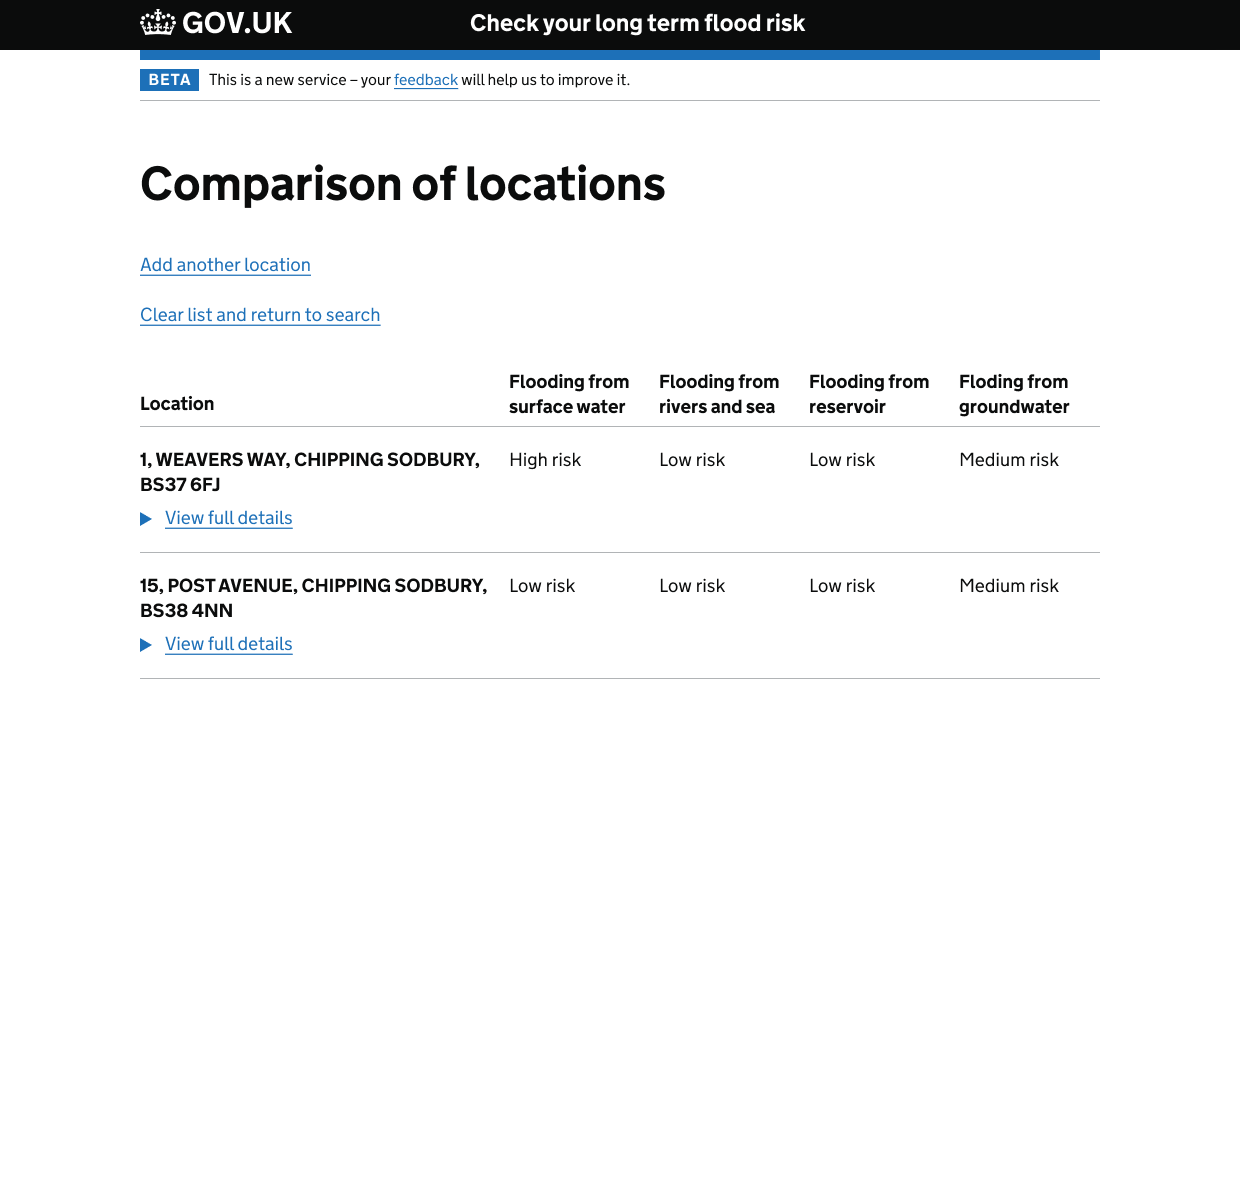 GOV.UK Check your long term flood risk
BETA This is a new service – your feedback will help us to improve it.
Comparison of locations
Add another location
Clear list and return to search
Location
Flooding from
surface water
Flooding from
rivers and sea
Flooding from
reservoir
Floding from
groundwater
1, WEAVERS WAY, CHIPPING SODBURY,
BS37 6FJ
High risk
Low risk
Low risk
Medium risk
View full details
15, POST AVENUE, CHIPPING SODBURY,
BS38 4NN
Low risk
Low risk
Low risk
Medium risk
View full details